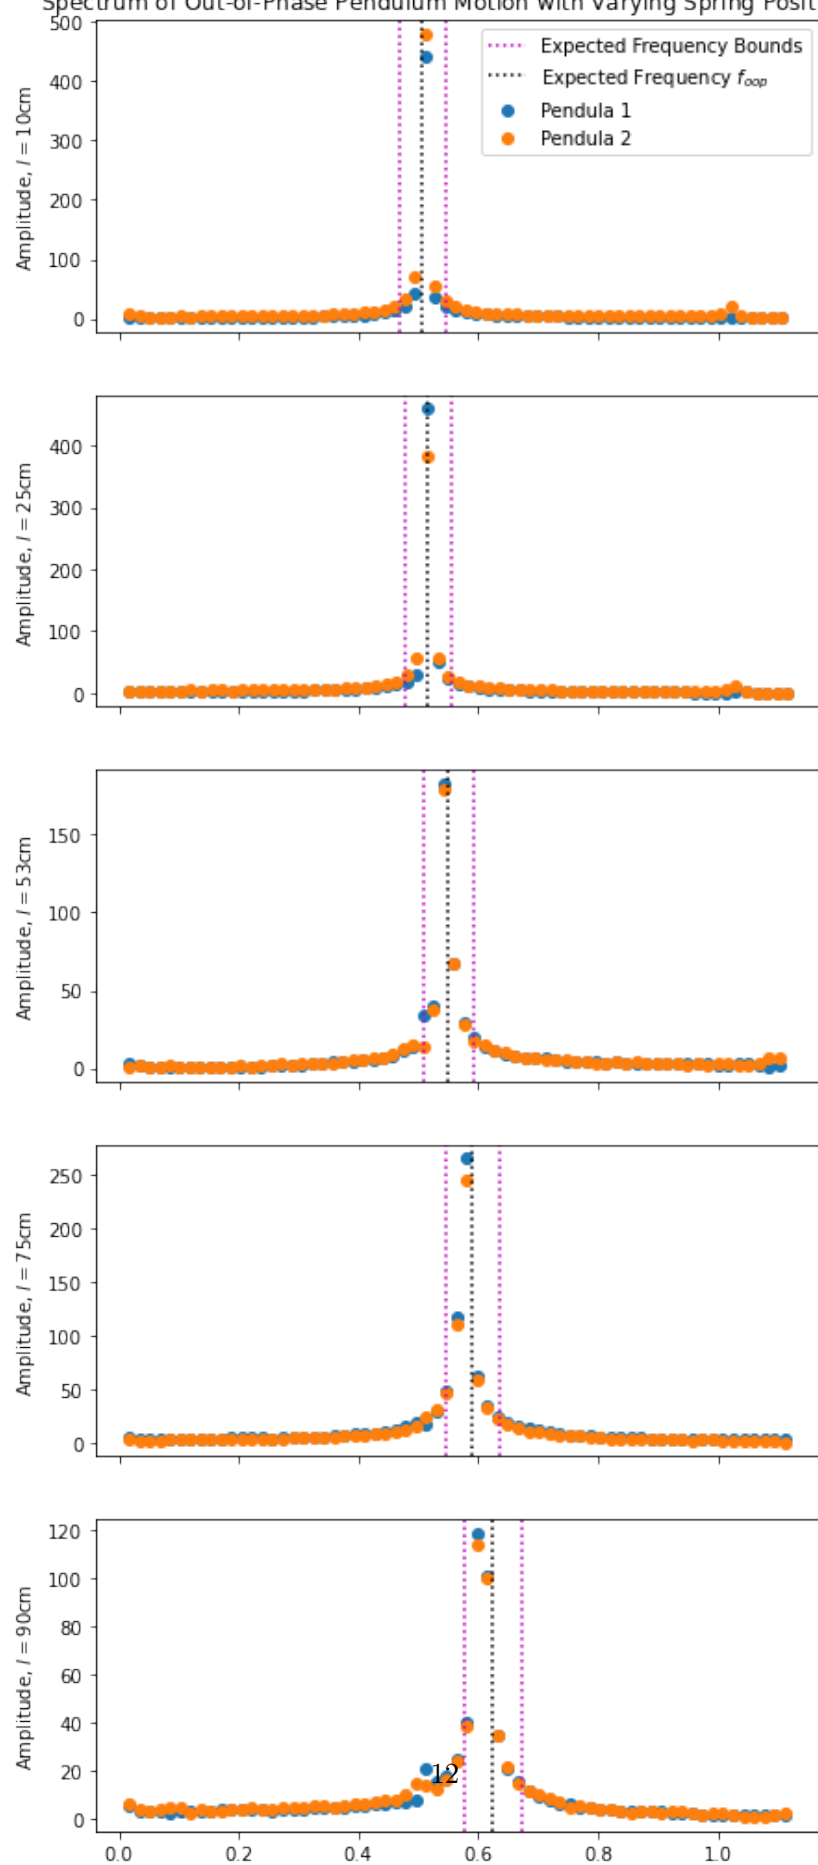 Spectrum of Out-of-Phase Pendulum Motion with Varying Spring Posit
Expected Frequency Bounds
Expected Frequency f_oop
Pendula 1
Pendula 2
Amplitude, l = 10cm
500
400
300
200
100
0
Amplitude, l = 25cm
400
300
200
100
0
Amplitude, l = 53cm
150
100
50
0
Amplitude, l = 75cm
250
200
150
100
50
0
Amplitude, l = 90cm
120
100
80
60
40
20
0
12
0.0 0.2 0.4 0.6 0.8 1.0